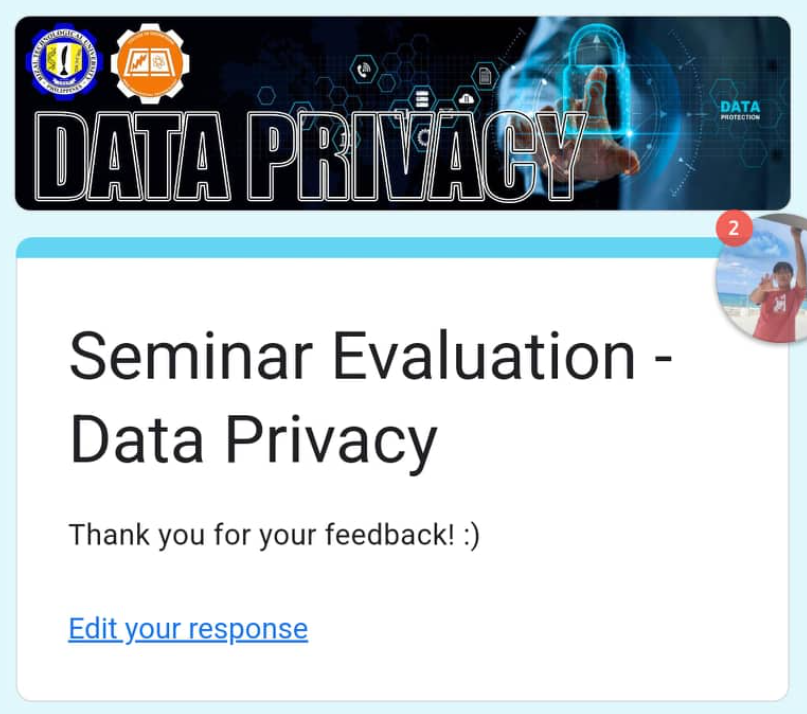 RIZAL TECHNOLOGICAL UNIVERSITY
PHILIPPINES
DATA PRIVACY
DATA
PROTECTION
2
Seminar Evaluation -
Data Privacy
Thank you for your feedback! :)
Edit your response